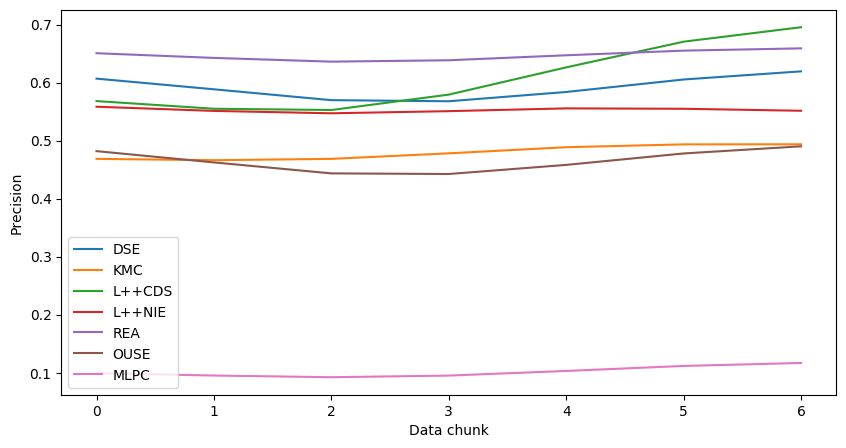 0.7
0.6
0.5
0.4
0.3
0.2
0.1
Precision
DSE
KMC
L++CDS
L++NIE
REA
OUSE
MLPC
0 1 2 3 4 5 6
Data chunk